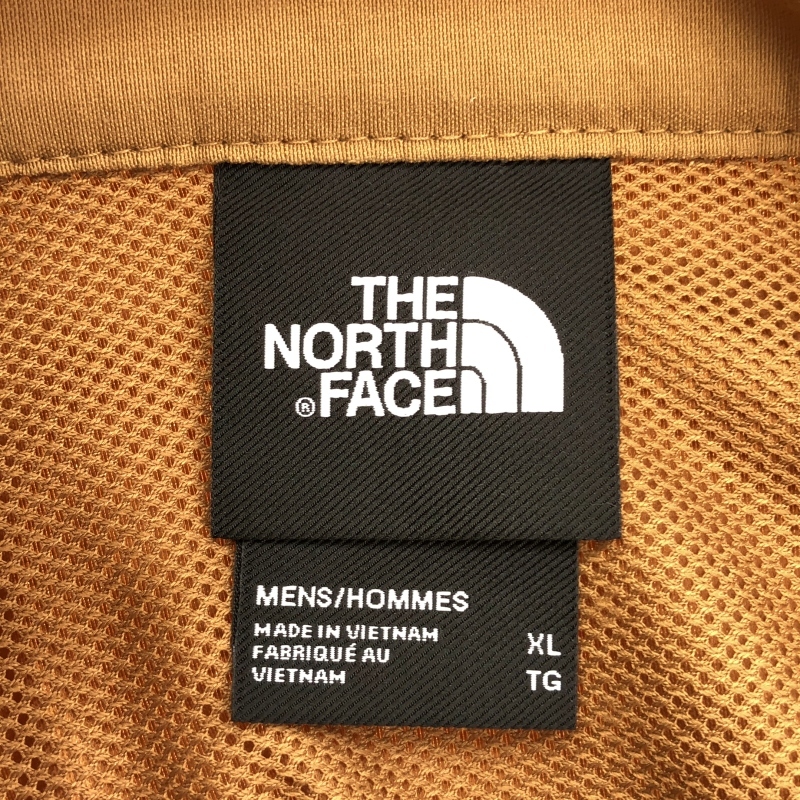 THE
NORTH
® FACE
MENS/HOMMES
MADE IN VIETNAM
FABRIQUÉ AU
VIETNAM
XL
TG